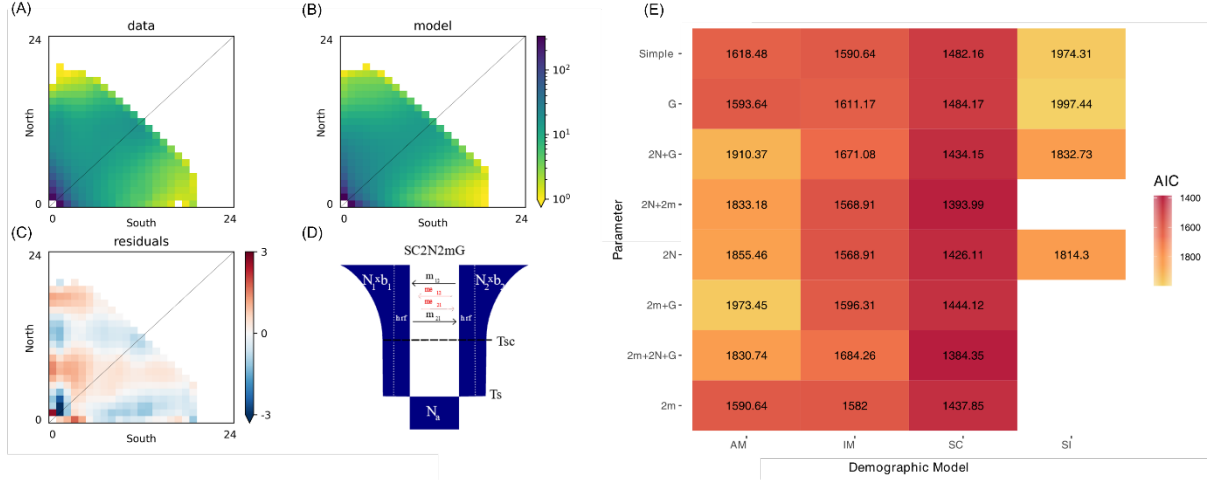 (A)
data
24
North
0
0
South
24
(B)
model
24
North
0
0
South
24
10²
10¹
10⁰
(C)
residuals
24
North
0
0
South
24
3
0
-3
(D)
SC2N2mG
N₁xb₁
N₂xb₂
m₁₂
me₁₂
me₂₁
m₂₁
hrf
hrf
Tsc
Ts
Nₐ
(E)
Parameter
Simple 1618.48 1590.64 1482.16 1974.31
G 1593.64 1611.17 1484.17 1997.44
2N+G 1910.37 1671.08 1434.15 1832.73
2N+2m 1833.18 1568.91 1393.99
2N 1855.46 1568.91 1426.11 1814.3
2m+G 1973.45 1596.31 1444.12
2m+2N+G 1830.74 1684.26 1384.35
2m 1590.64 1582 1437.85
AM IM SC SI
Demographic Model
AIC
1400
1600
1800